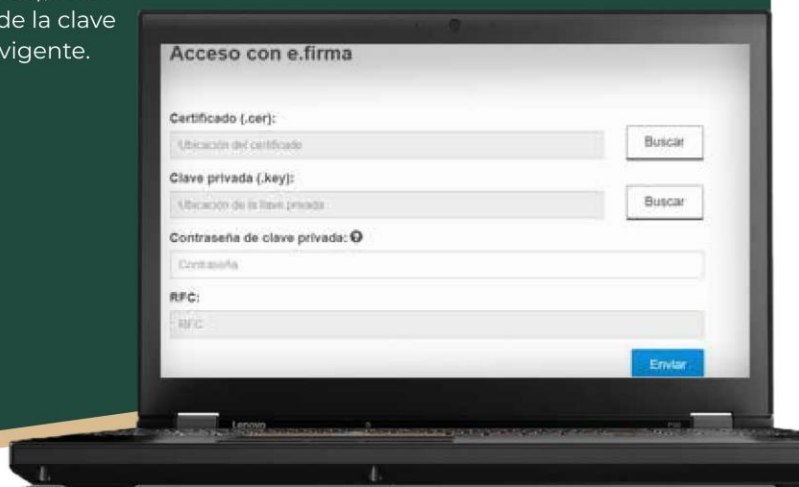 de la clave
vigente.
Acceso con e.firma
Certificado (.cer):
Ubicación del certificado
Buscar
Clave privada (.key):
Ubicación de la llave privada
Buscar
Contraseña de clave privada:
Contraseña
RFC:
RFC
Enviar
Lenovo